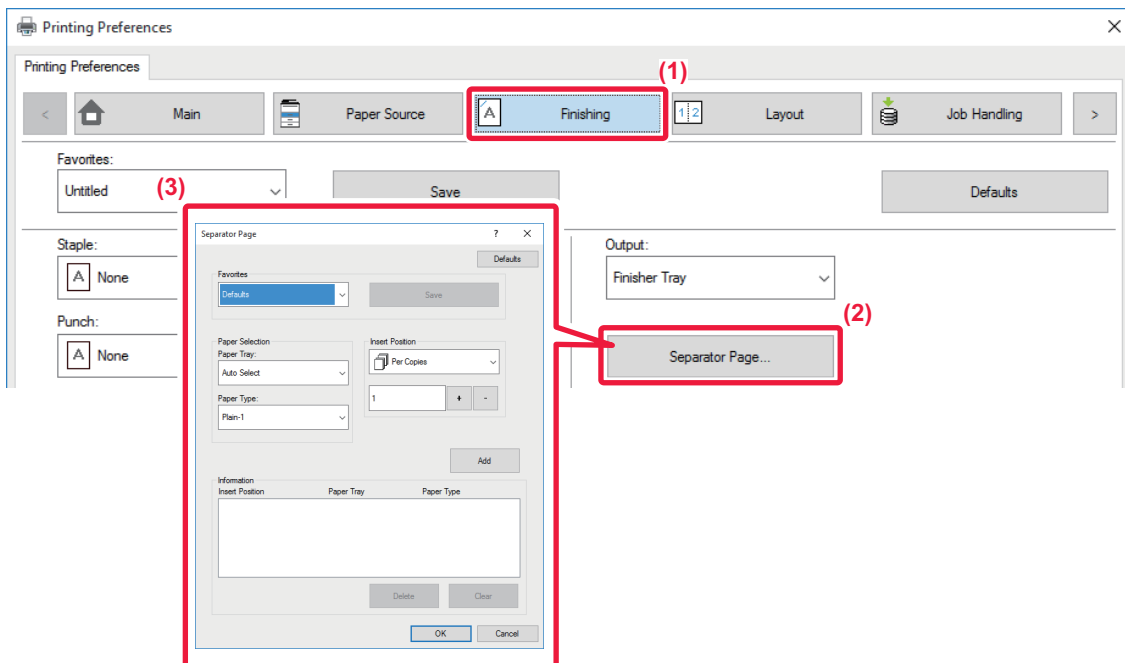 Printing Preferences
Printing Preferences
(1)
< Main Paper Source A Finishing 1 2 Layout Job Handling >
Favorites:
Untitled Save Defaults
(3)
Staple:
A None
Punch:
A None
Output:
Finisher Tray
(2)
Separator Page...
Separator Page ? ×
Defaults
Favorites
Defaults Save
Paper Selection
Paper Tray:
Auto Select
Paper Type:
Plain-1
Insert Position
Per Copies
1 + -
Add
Information
Insert Position Paper Tray Paper Type
Delete Clear
OK Cancel